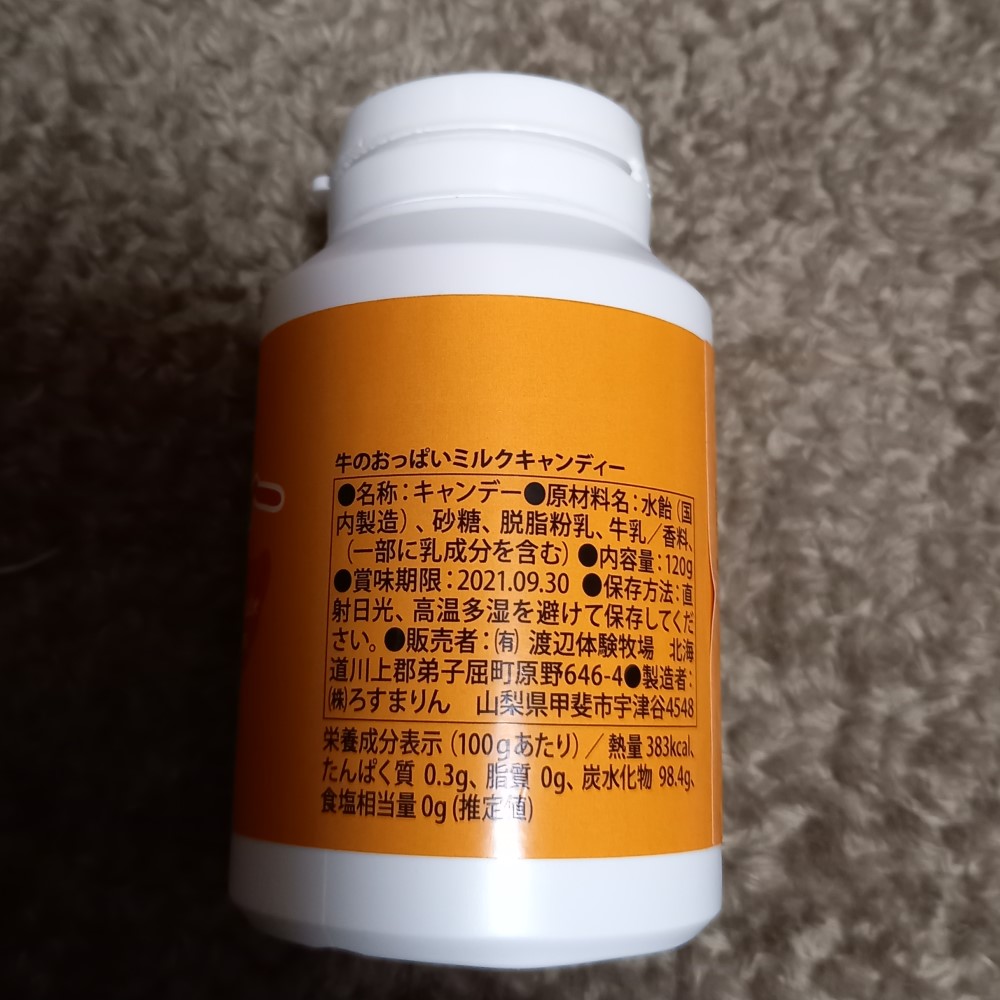 牛のおっぱいミルクキャンディー
●名称：キャンデー●原材料名：水飴（国
内製造）、砂糖、脱脂粉乳、牛乳／香料、
（一部に乳成分を含む）●内容量：120g
●賞味期限：2021.09.30 ●保存方法：直
射日光、高温多湿を避けて保存してくだ
さい。●販売者：㈲ 渡辺体験牧場 北海
道川上郡弟子屈町原野646-4●製造者：
㈱ろすまりん 山梨県甲斐市宇津谷4548
栄養成分表示（100gあたり）／熱量 383kcal、
たんぱく質 0.3g、脂質 0g、炭水化物 98.4g、
食塩相当量 0g (推定値)